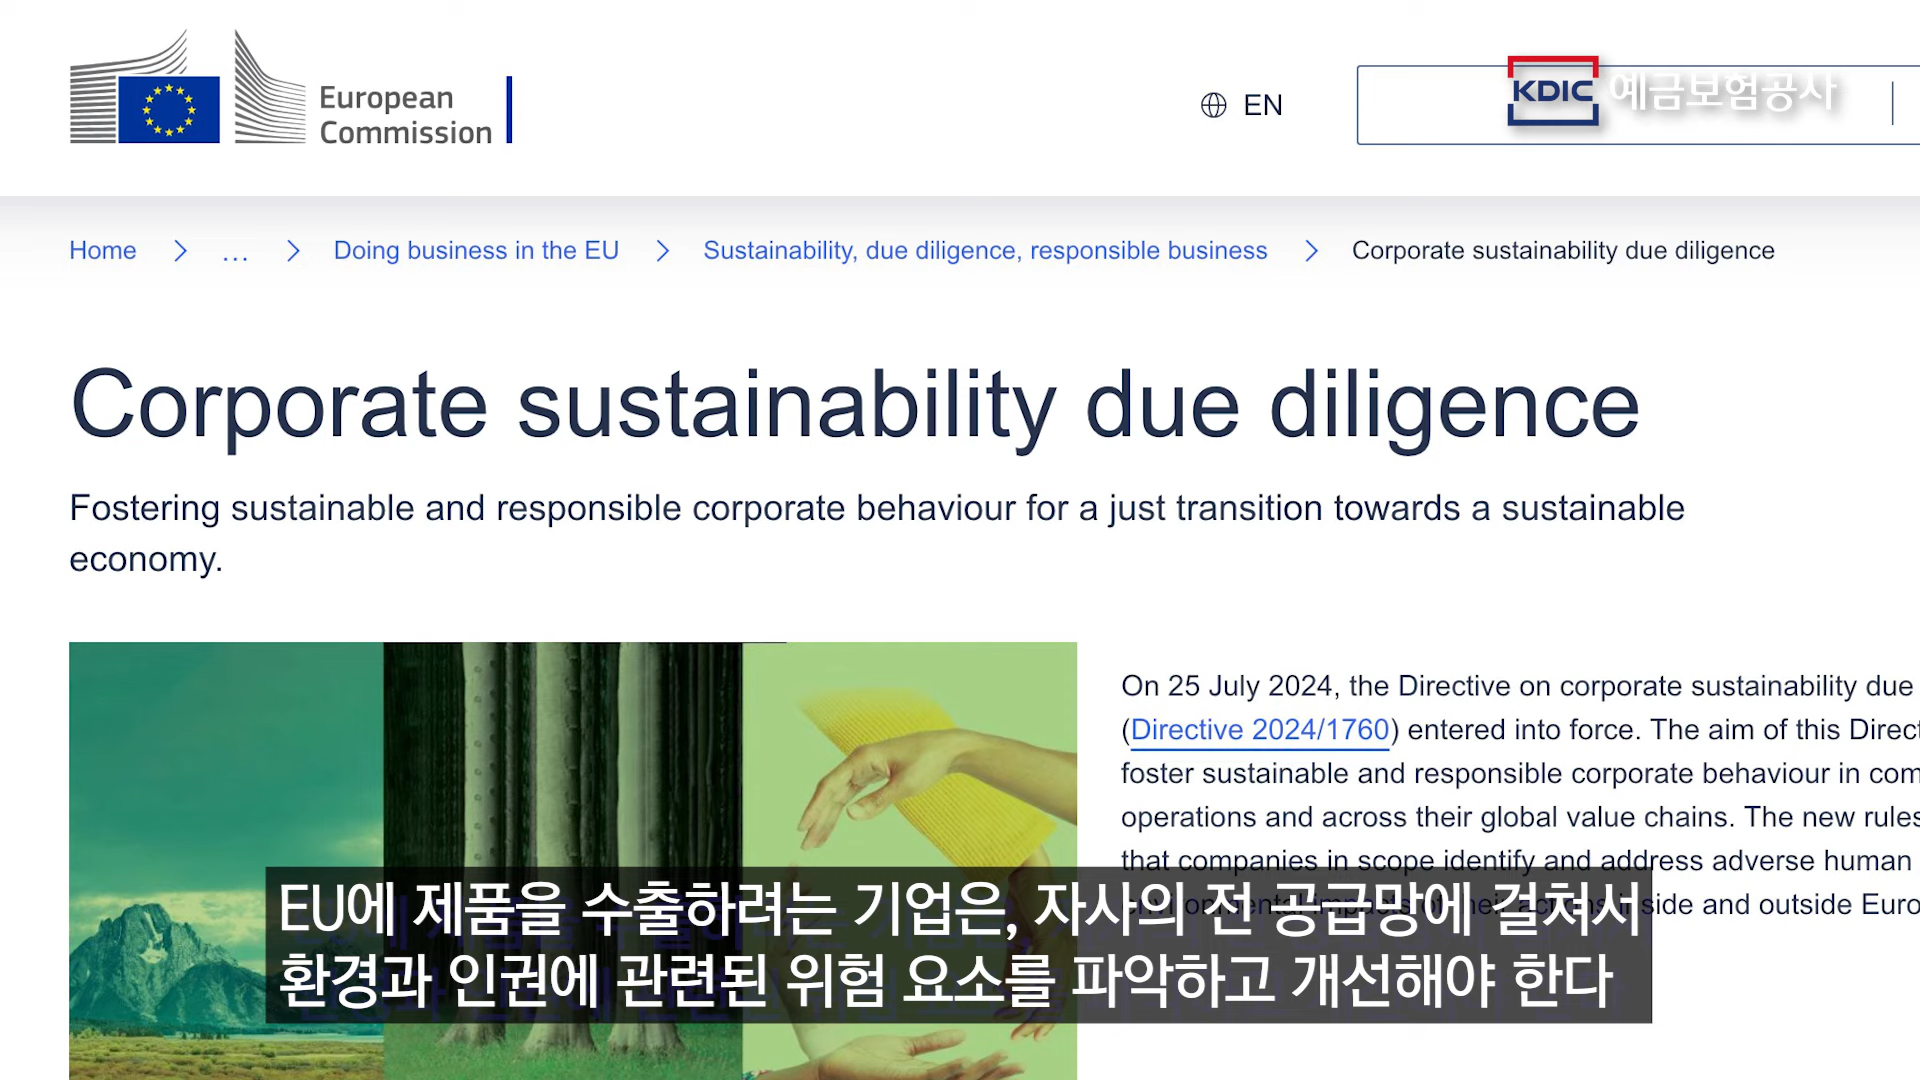 European
Commission
EN
KDIC 예금보험공사
Home … Doing business in the EU Sustainability, due diligence, responsible business Corporate sustainability due diligence
Corporate sustainability due diligence
Fostering sustainable and responsible corporate behaviour for a just transition towards a sustainable
economy.
On 25 July 2024, the Directive on corporate sustainability due
(Directive 2024/1760) entered into force. The aim of this Direct
foster sustainable and responsible corporate behaviour in com
operations and across their global value chains. The new rules
that companies in scope identify and address adverse human
side and outside Euro
EU에 제품을 수출하려는 기업은, 자사의 전 공급망에 걸쳐서
환경과 인권에 관련된 위험 요소를 파악하고 개선해야 한다